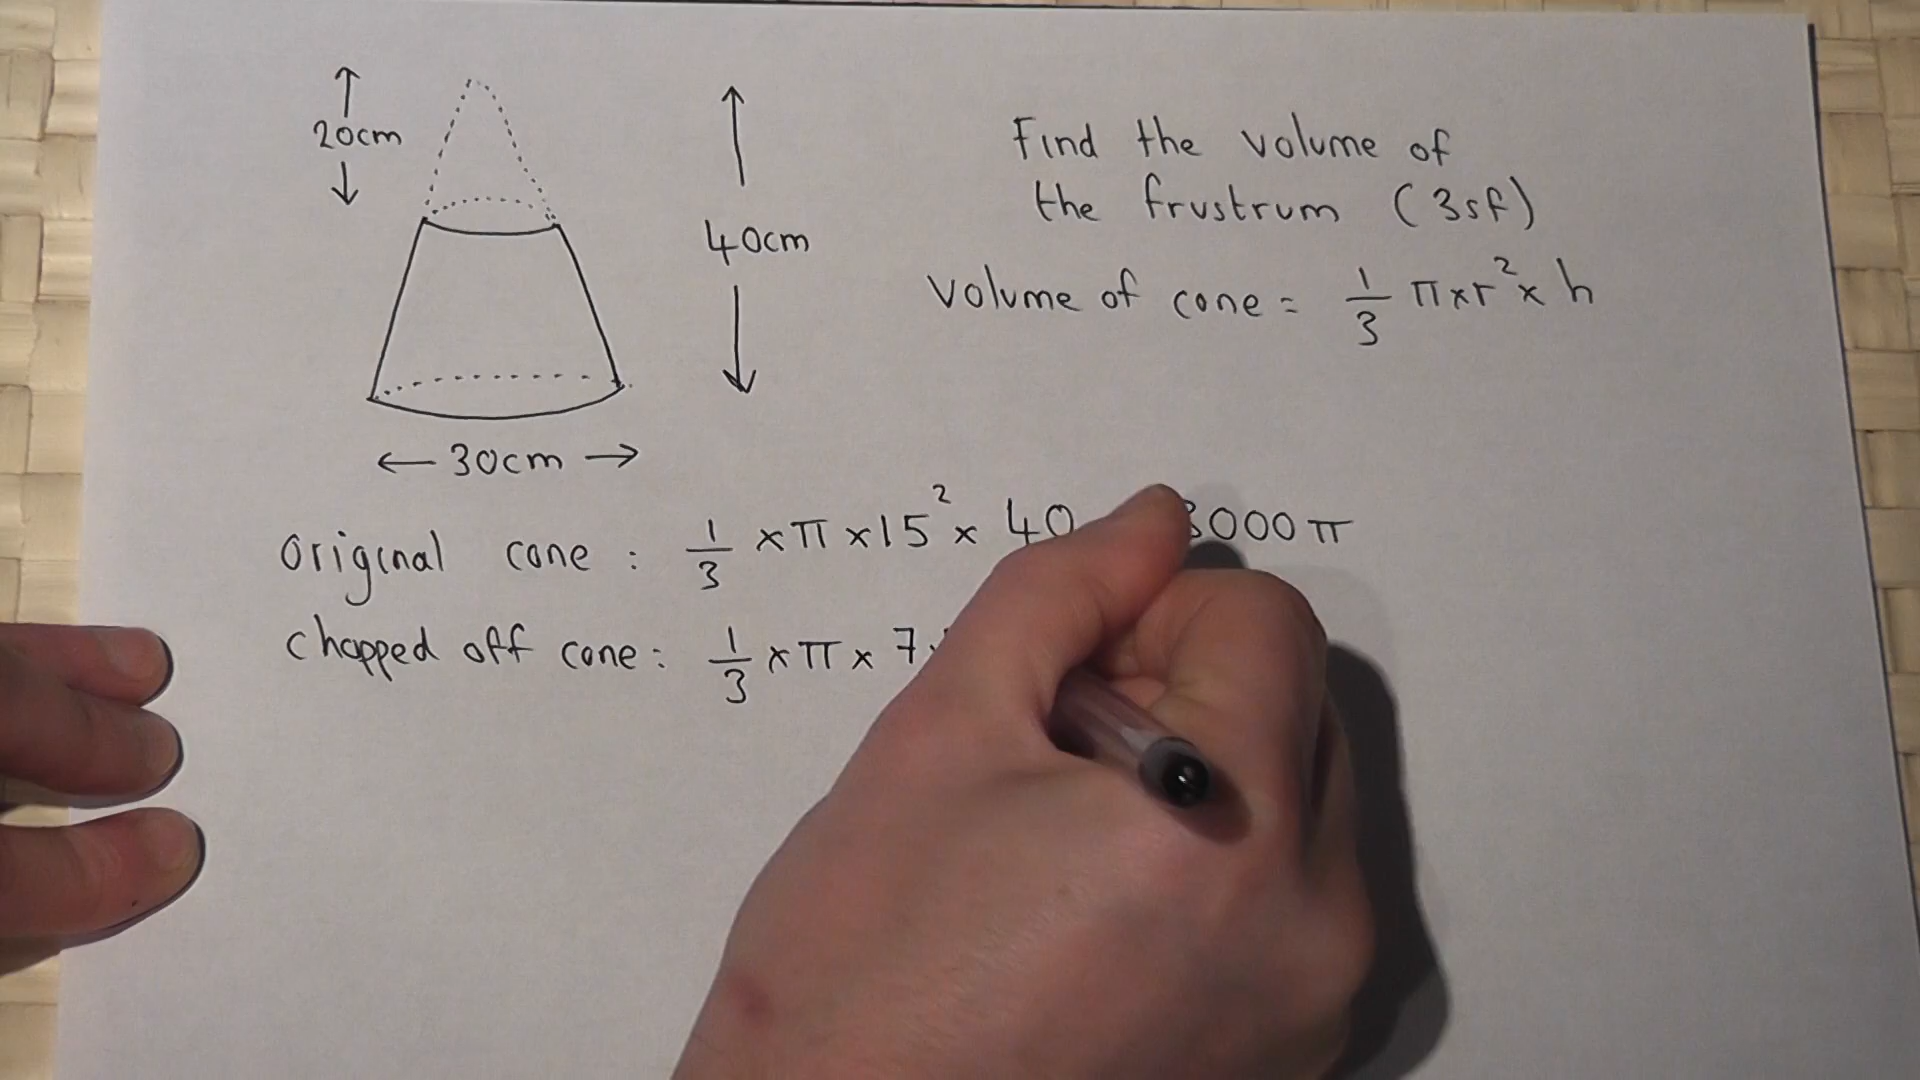 20cm
40cm
30cm
Find the volume of
the frustrum (3sf)
Volume of cone = 1/3 π×r²× h
Original cone : 1/3 ×π×15²× 40 3000π
Chopped off cone: 1/3 ×π× 7.